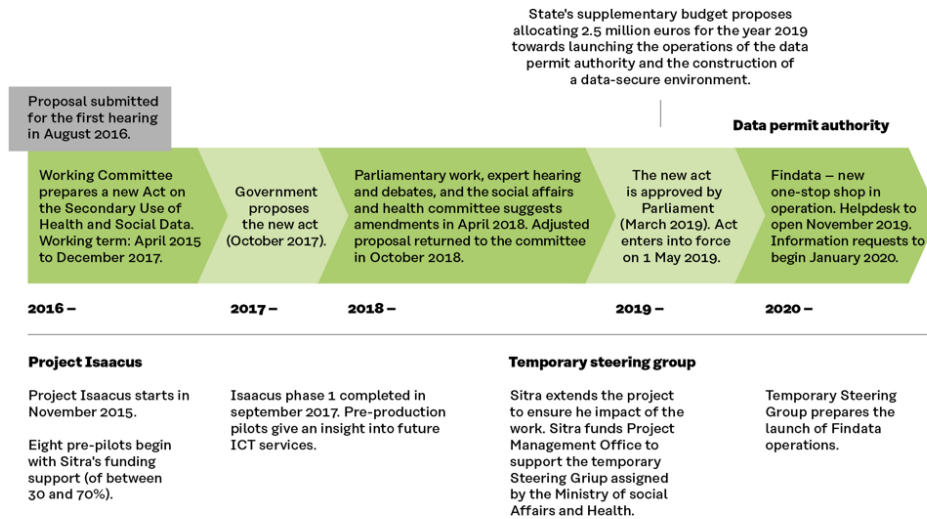 State's supplementary budget proposes
allocating 2.5 million euros for the year 2019
towards launching the operations of the data
permit authority and the construction of
a data-secure environment.
Proposal submitted
for the first hearing
in August 2016.
Data permit authority
Working Committee
prepares a new Act on
the Secondary Use of
Health and Social Data.
Working term: April 2015
to December 2017.
Government
proposes
the new act
(October 2017).
Parliamentary work, expert hearing
and debates, and the social affairs
and health committee suggests
amendments in April 2018. Adjusted
proposal returned to the committee
in October 2018.
The new act
is approved by
Parliament
(March 2019). Act
enters into force
on 1 May 2019.
Findata – new
one-stop shop in
operation. Helpdesk to
open November 2019.
Information requests to
begin January 2020.
2016 –
2017 –
2018 –
2019 –
2020 –
Project Isaacus
Project Isaacus starts in
November 2015.
Eight pre-pilots begin
with Sitra's funding
support (of between
30 and 70%).
Isaacus phase 1 completed in
september 2017. Pre-production
pilots give an insight into future
ICT services.
Temporary steering group
Sitra extends the project
to ensure he impact of the
work. Sitra funds Project
Management Office to
support the temporary
Steering Griup assigned
by the Ministry of social
Affairs and Health.
Temporary Steering
Group prepares the
launch of Findata
operations.